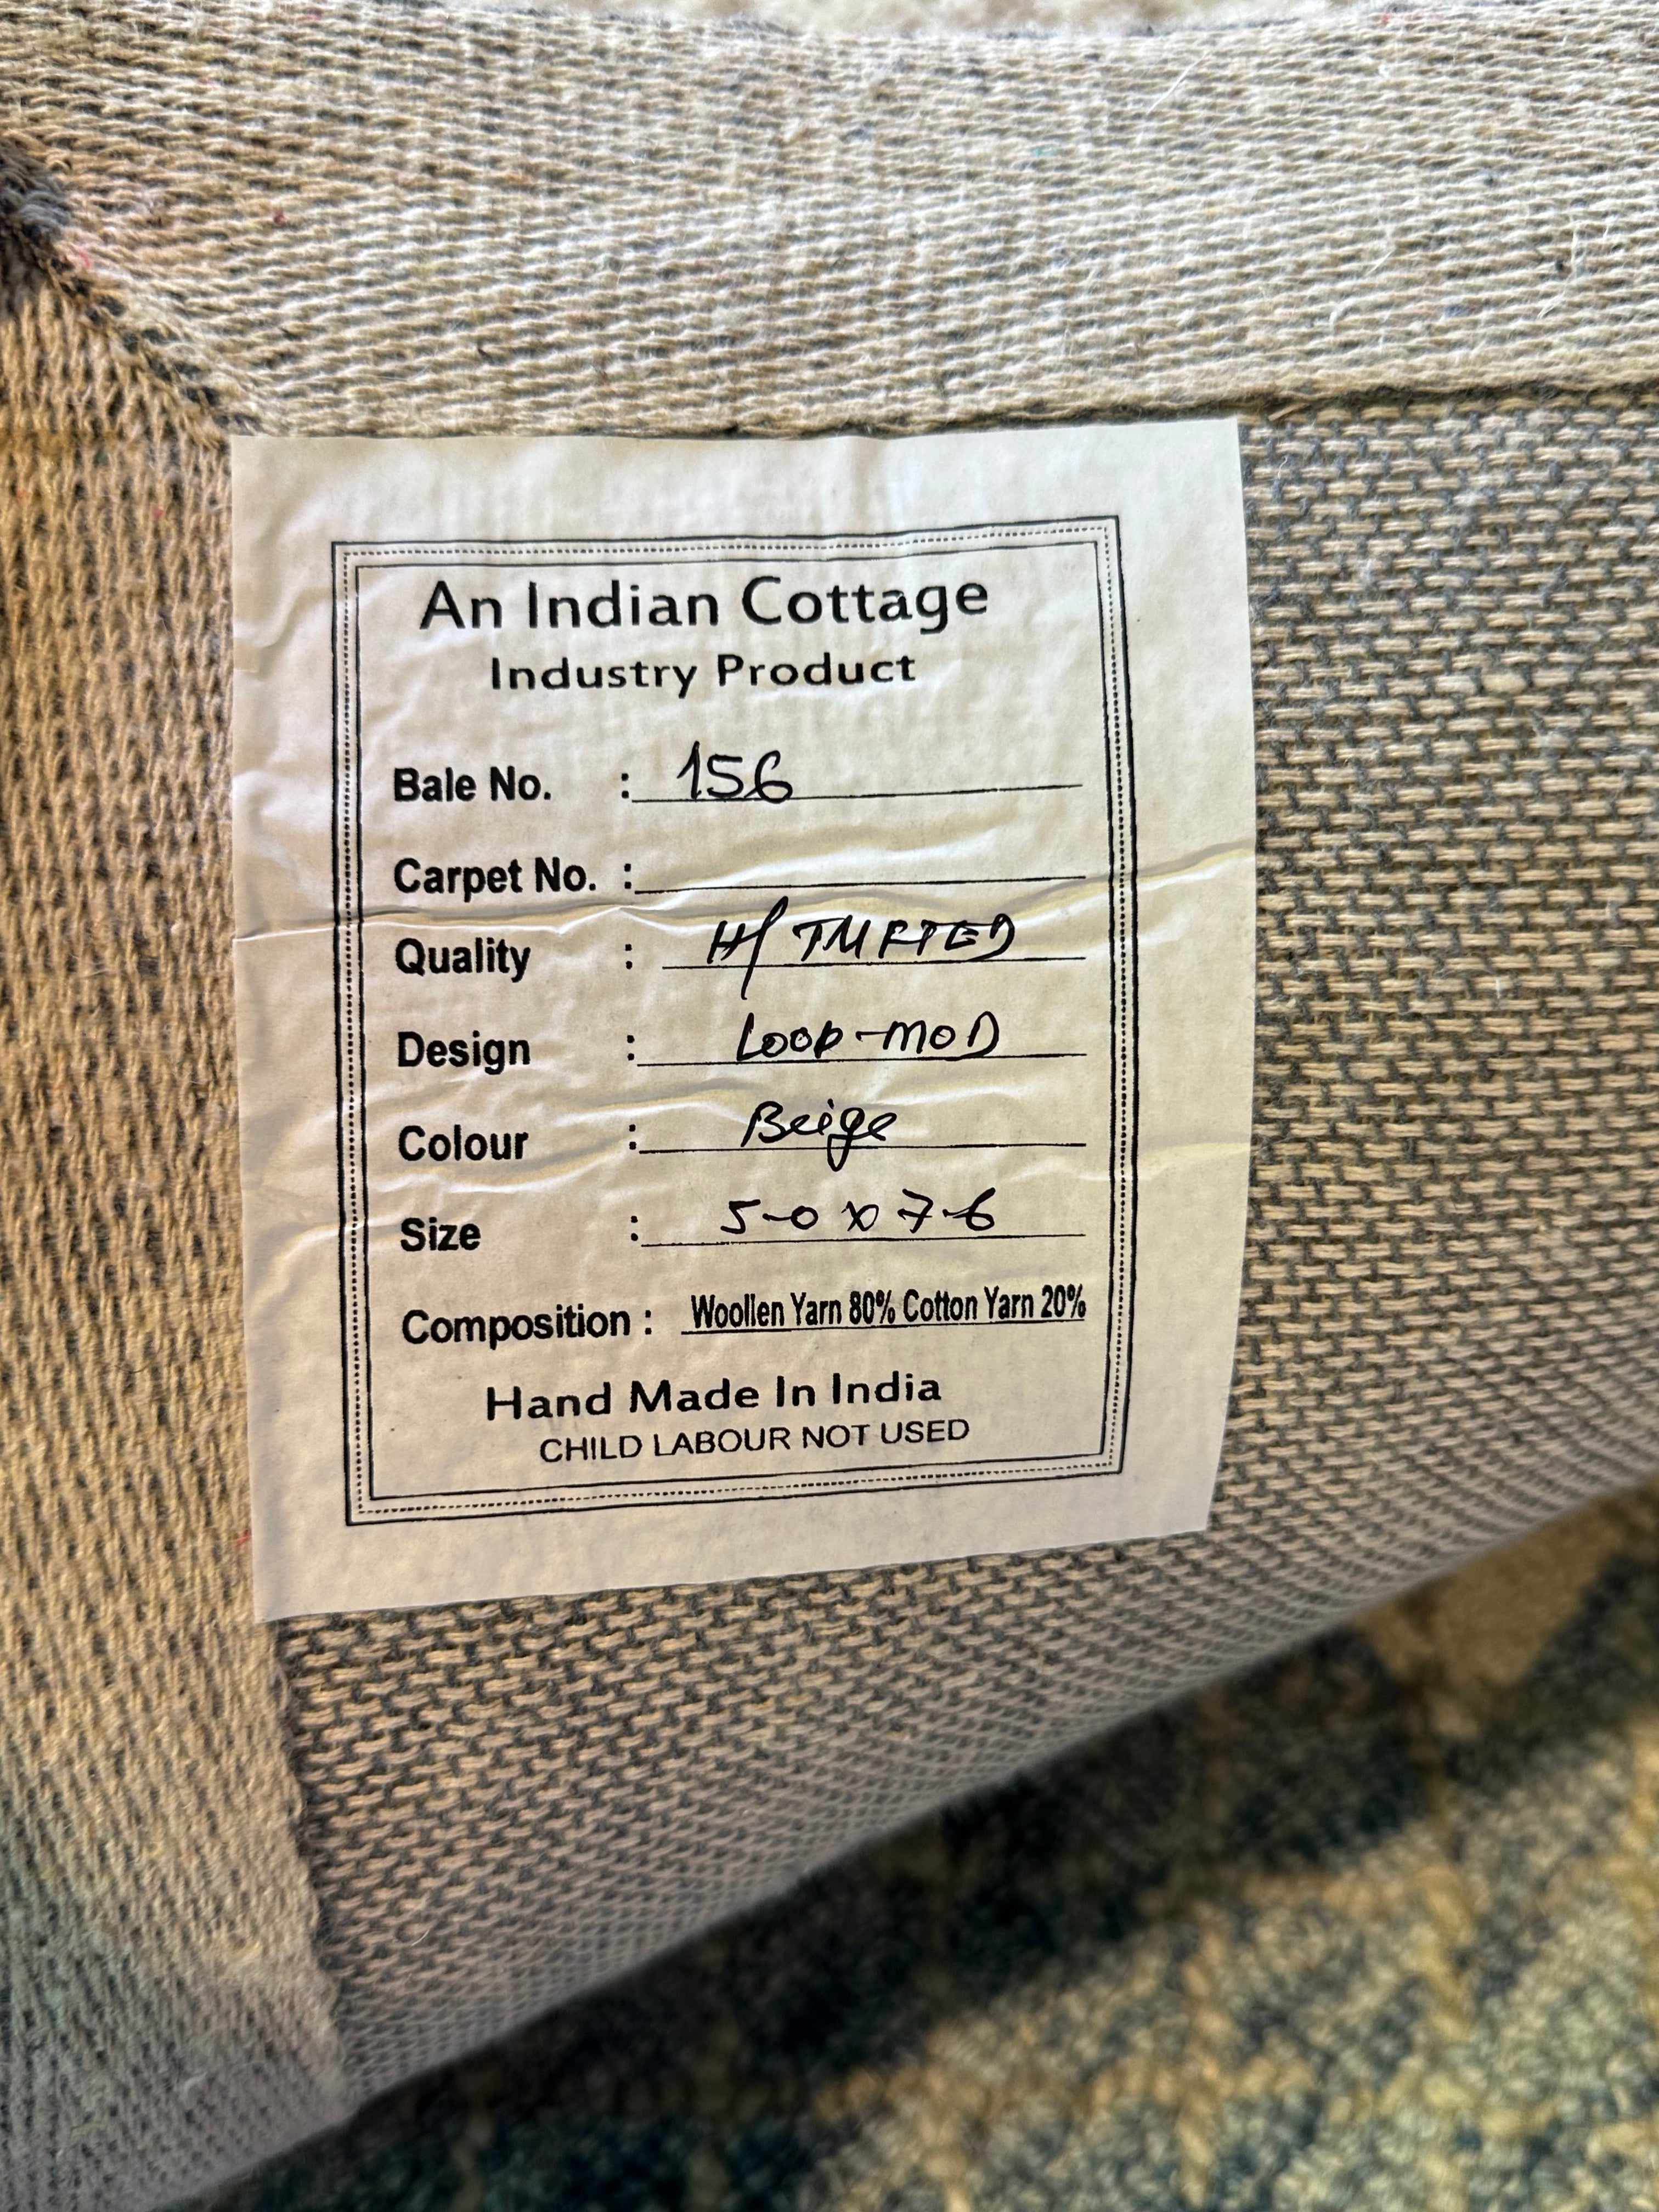 An Indian Cottage
Industry Product
Bale No. : 156
Carpet No. :
Quality : H/TUFTED
Design : LOOP-MOD
Colour : Beige
Size : 5-0 x 7-6
Composition : Woollen Yarn 80% Cotton Yarn 20%
Hand Made In India
CHILD LABOUR NOT USED